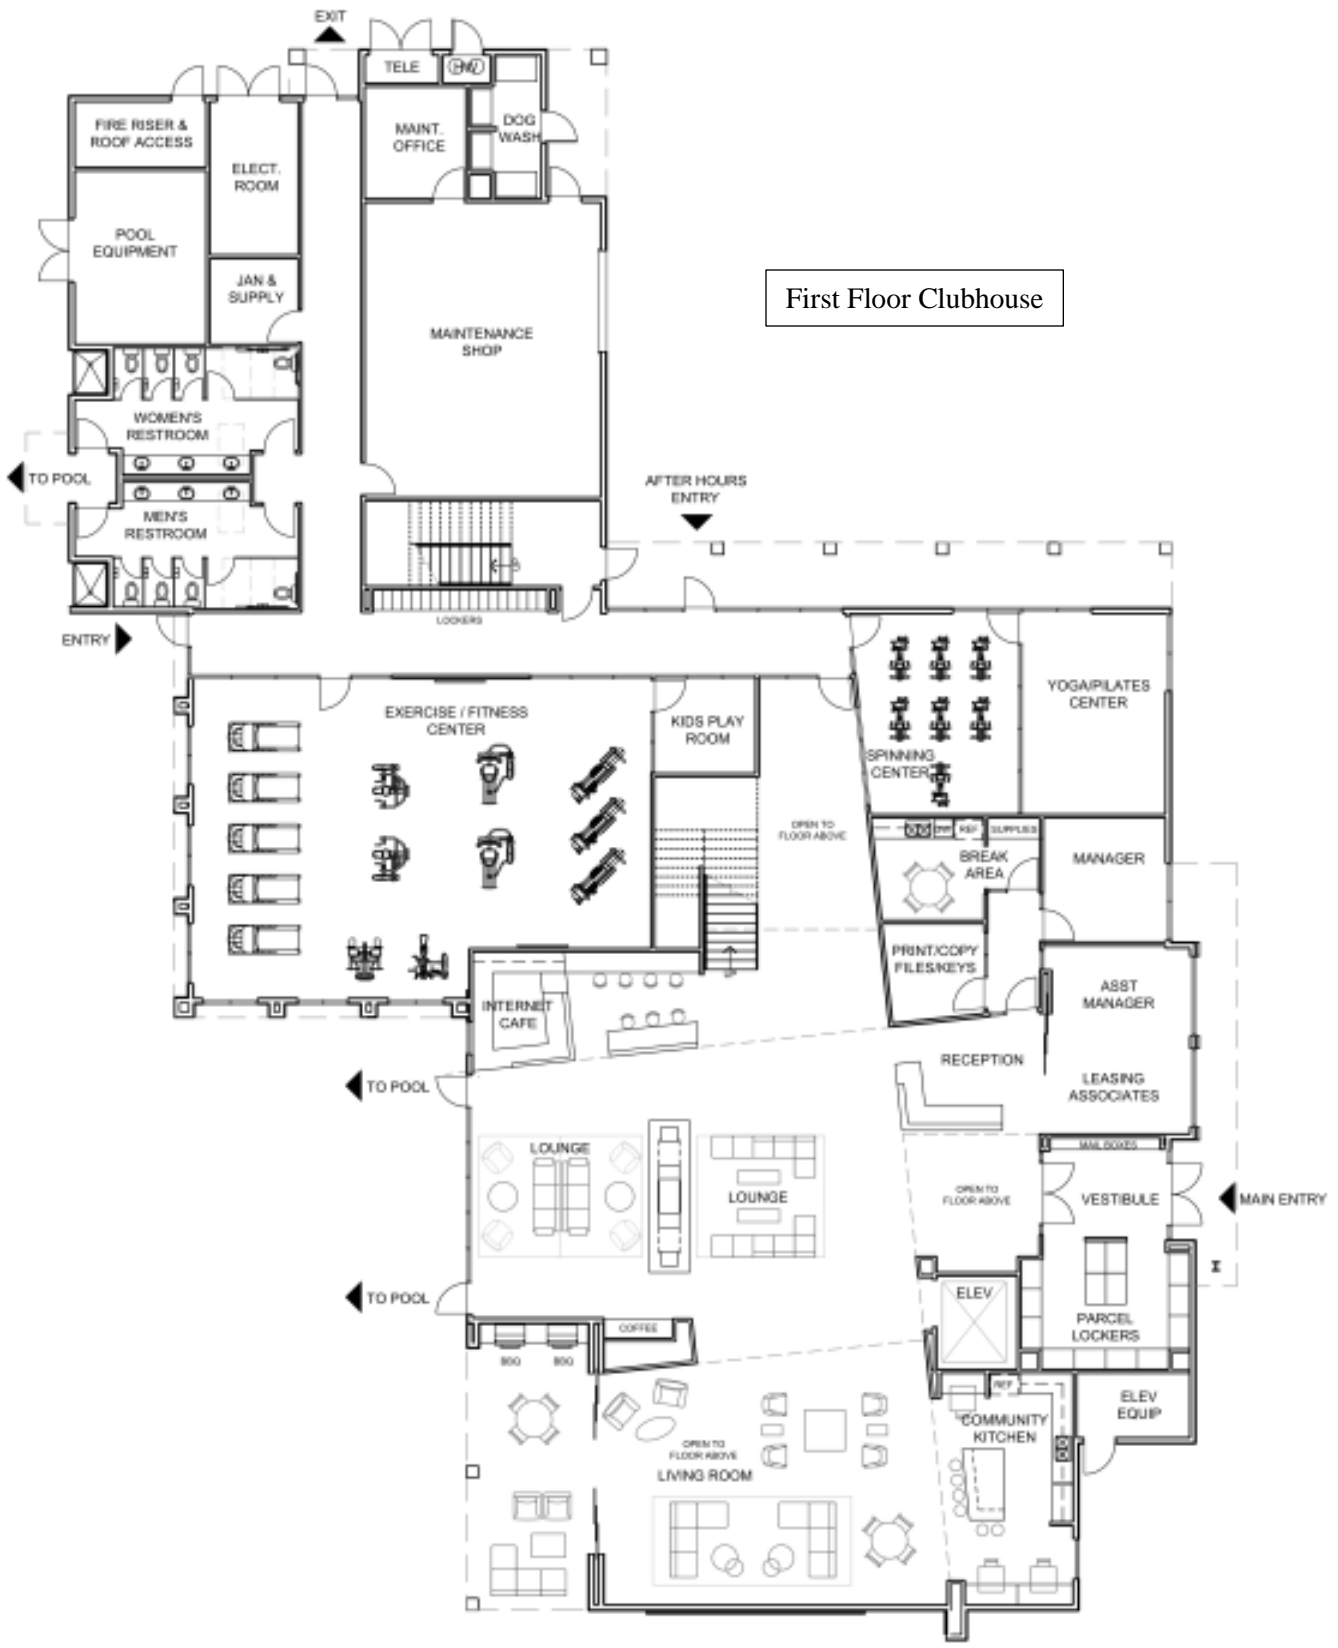 EXIT
TELE
HW
FIRE RISER &
ROOF ACCESS
MAINT.
OFFICE
DOG
WASH
ELECT.
ROOM
POOL
EQUIPMENT
JAN &
SUPPLY
First Floor Clubhouse
MAINTENANCE
SHOP
WOMEN'S
RESTROOM
TO POOL
MEN'S
RESTROOM
AFTER HOURS
ENTRY
LOCKERS
ENTRY
EXERCISE / FITNESS
CENTER
KIDS PLAY
ROOM
YOGA/PILATES
CENTER
SPINNING
CENTER
OPEN TO
FLOOR ABOVE
DW
REF
SUPPLIES
BREAK
AREA
MANAGER
PRINT/COPY
FILES/KEYS
ASST
MANAGER
INTERNET
CAFE
RECEPTION
TO POOL
LEASING
ASSOCIATES
LOUNGE
MAIL BOXES
LOUNGE
OPEN TO
FLOOR ABOVE
VESTIBULE
MAIN ENTRY
TO POOL
ELEV
PARCEL
LOCKERS
COFFEE
BBQ
BBQ
REF
ELEV
EQUIP
COMMUNITY
KITCHEN
OPEN TO
FLOOR ABOVE
LIVING ROOM